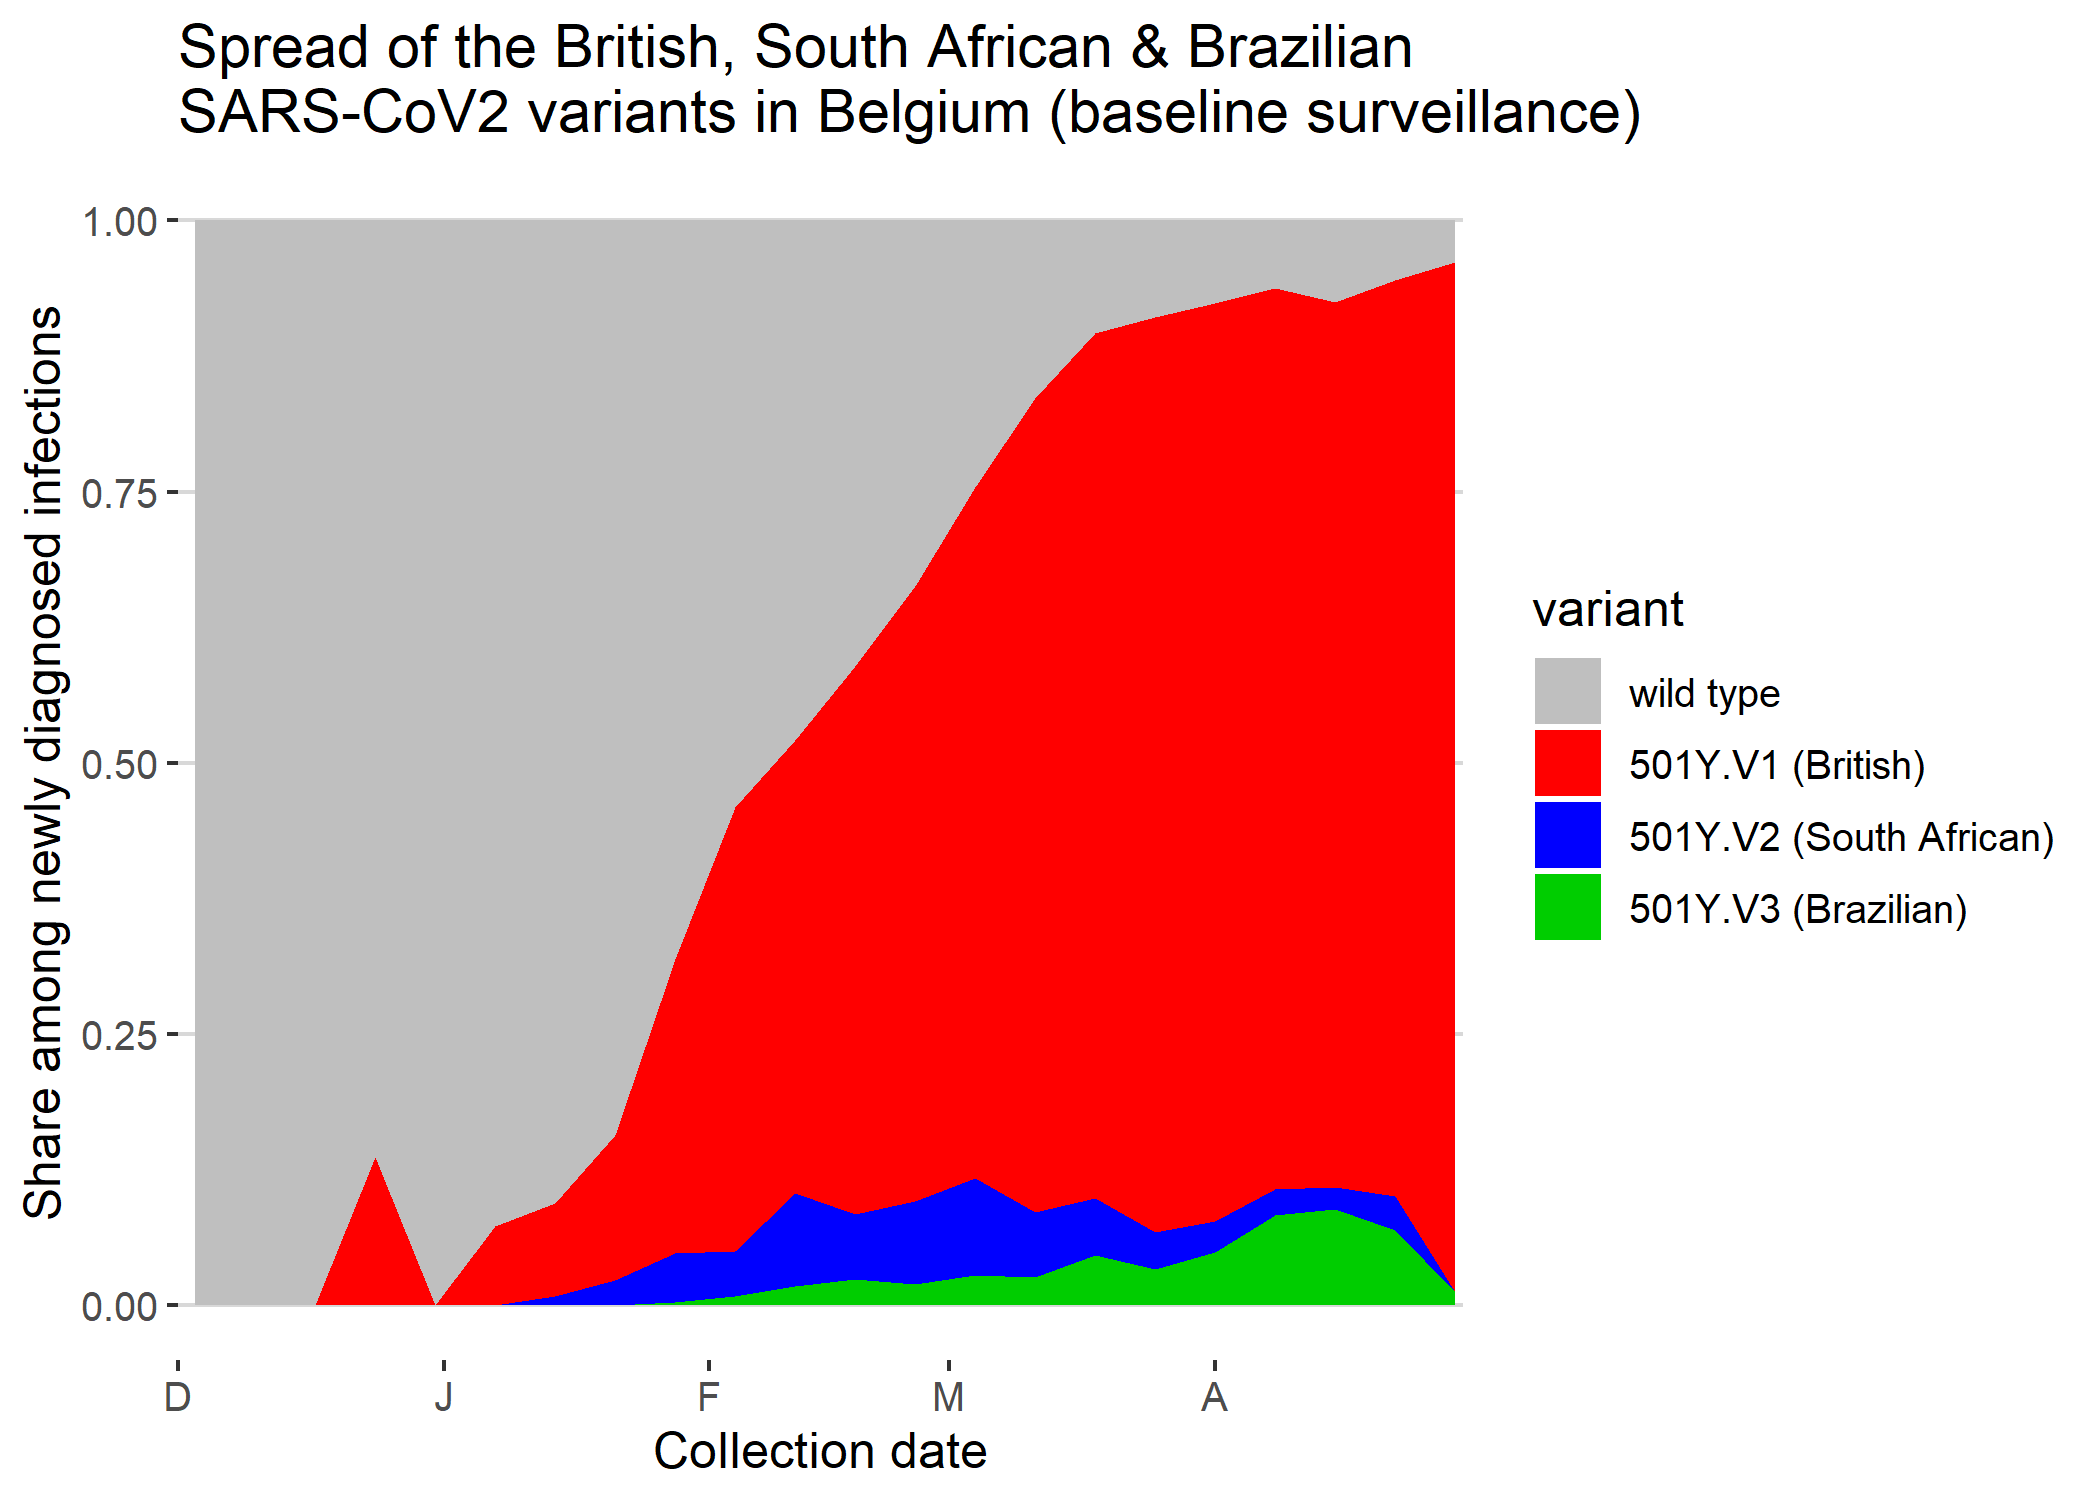 Spread of the British, South African & Brazilian
SARS-CoV2 variants in Belgium (baseline surveillance)
Share among newly diagnosed infections
1.00
0.75
0.50
0.25
0.00
D
J
F
M
A
Collection date
variant
wild type
501Y.V1 (British)
501Y.V2 (South African)
501Y.V3 (Brazilian)